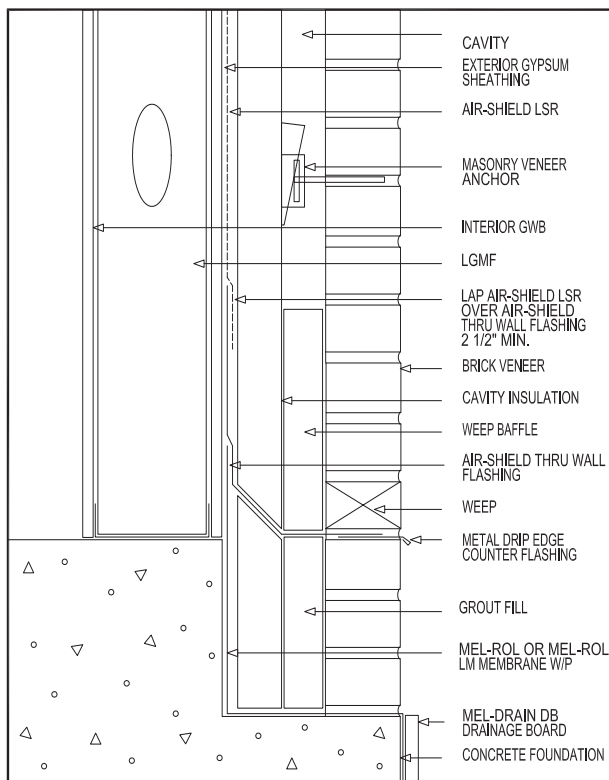 CAVITY
EXTERIOR GYPSUM
SHEATHING
AIR-SHIELD LSR
MASONRY VENEER
ANCHOR
INTERIOR GWB
LGMF
LAP AIR-SHIELD LSR
OVER AIR-SHIELD
THRU WALL FLASHING
2 1/2" MIN.
BRICK VENEER
CAVITY INSULATION
WEEP BAFFLE
AIR-SHIELD THRU WALL
FLASHING
WEEP
METAL DRIP EDGE
COUNTER FLASHING
GROUT FILL
MEL-ROL OR MEL-ROL
LM MEMBRANE W/P
MEL-DRAIN DB
DRAINAGE BOARD
CONCRETE FOUNDATION